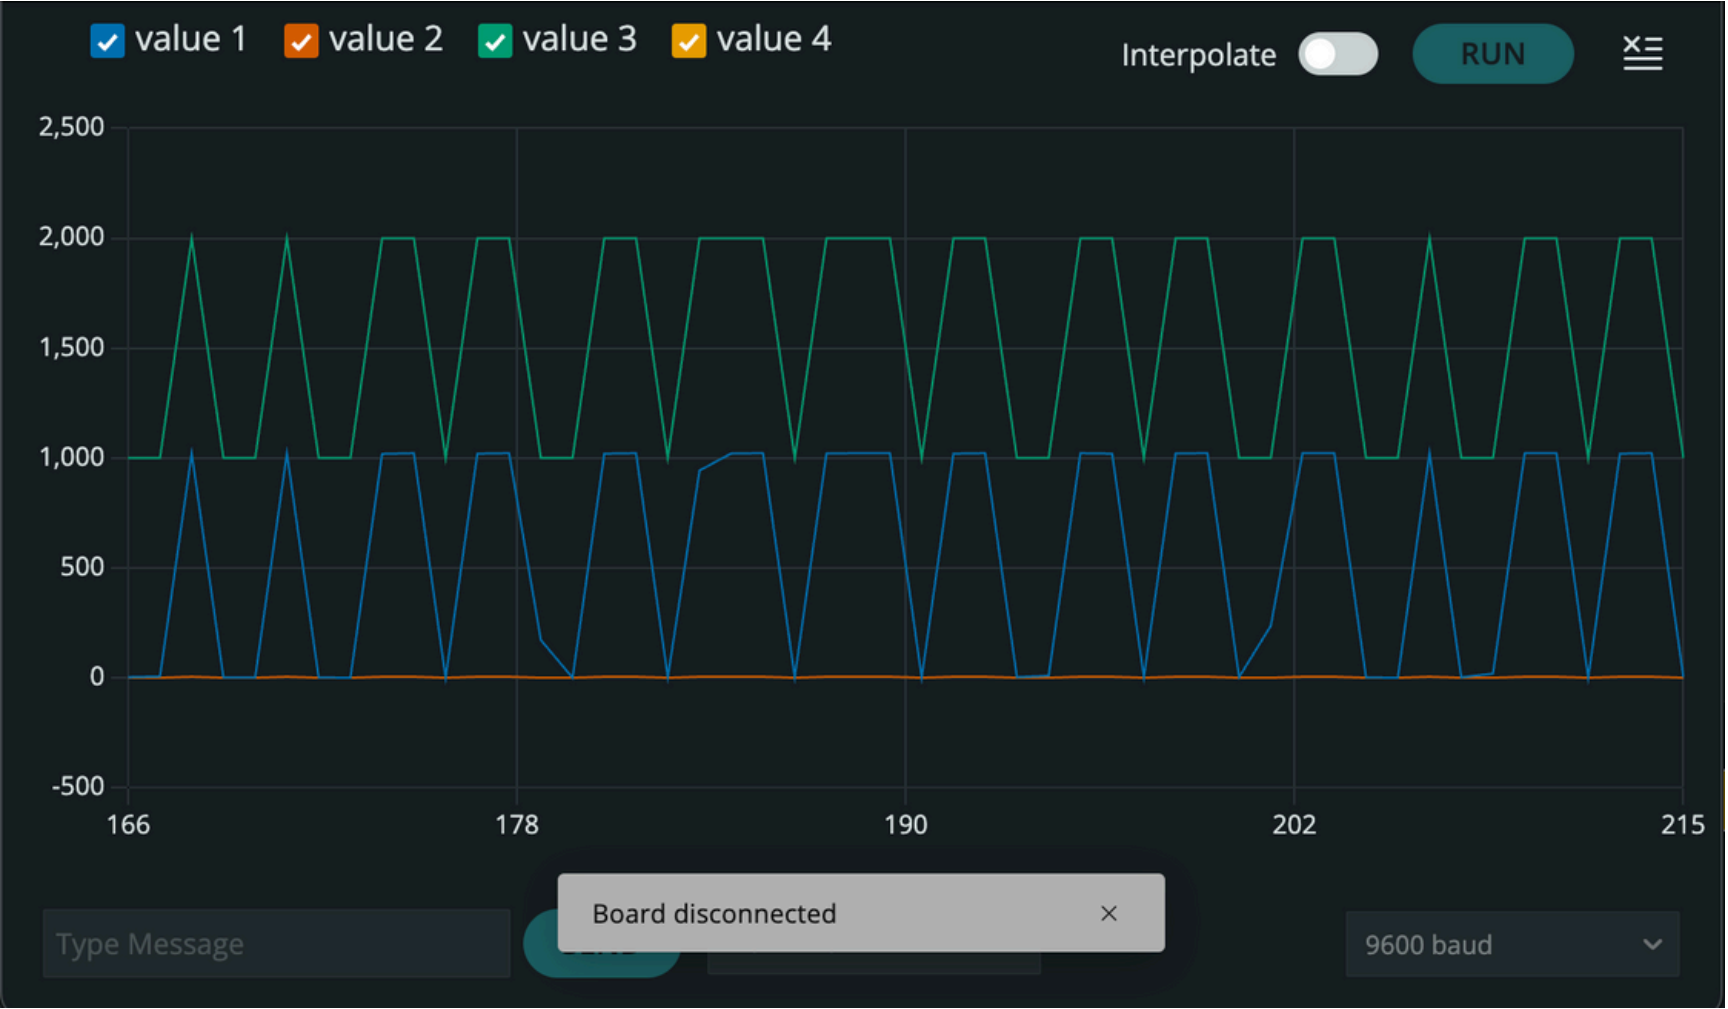 value 1 value 2 value 3 value 4 Interpolate RUN
2,500
2,000
1,500
1,000
500
0
-500
166 178 190 202 215
Board disconnected
Type Message
9600 baud